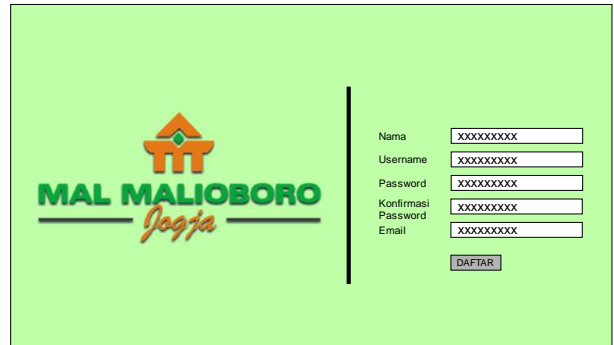 MAL MALIOBORO
Jogja
Nama XXXXXXXXX
Username XXXXXXXXX
Password XXXXXXXXX
Konfirmasi
Password XXXXXXXXX
Email XXXXXXXXX
DAFTAR